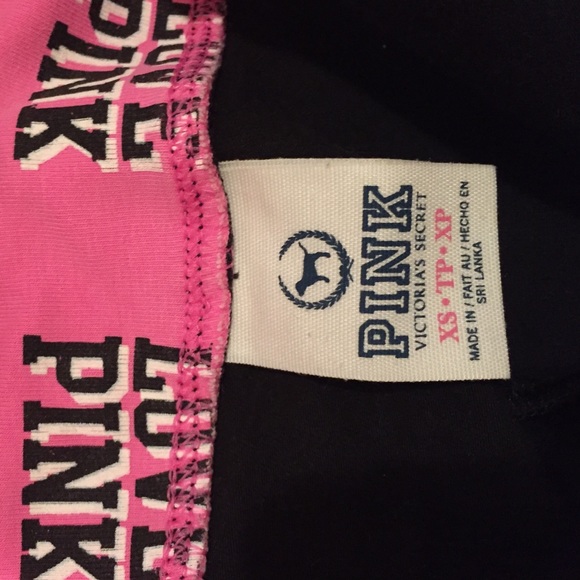 LOVE
PINK
LOVE
PINK
PINK
VICTORIA'S SECRET
XS • TP • XP
MADE IN / FAIT AU / HECHO EN
SRI LANKA